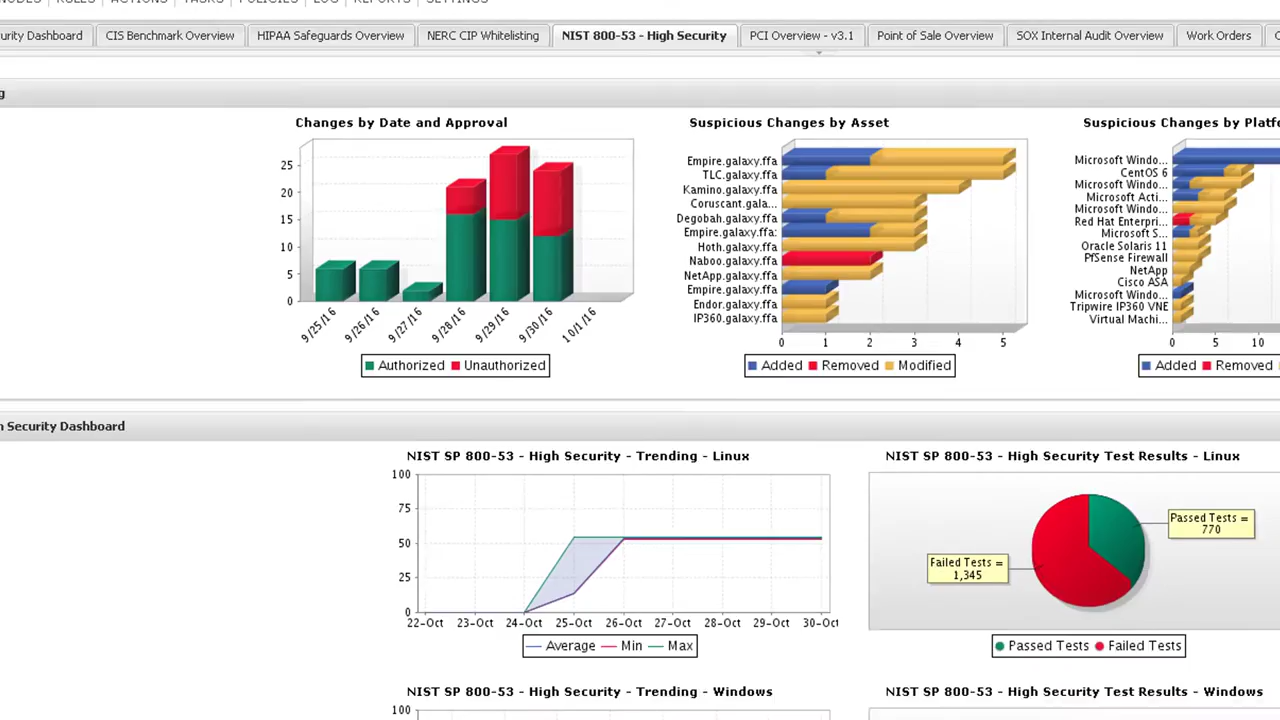 NODES RULES ACTIONS TASKS POLICIES LOG REPORTS SETTINGS
urity Dashboard CIS Benchmark Overview HIPAA Safeguards Overview NERC CIP Whitelisting NIST 800-53 - High Security PCI Overview - v3.1 Point of Sale Overview SOX Internal Audit Overview Work Orders
g
Changes by Date and Approval
25
20
15
10
5
0
9/25/16 9/26/16 9/27/16 9/28/16 9/29/16 9/30/16 10/1/16
Authorized Unauthorized
Suspicious Changes by Asset
Empire.galaxy.ffa
TLC.galaxy.ffa
Kamino.galaxy.ffa
Coruscant.gala...
Degobah.galaxy.ffa
Empire.galaxy.ffa:
Hoth.galaxy.ffa
Naboo.galaxy.ffa
NetApp.galaxy.ffa
Empire.galaxy.ffa
Endor.galaxy.ffa
IP360.galaxy.ffa
0 1 2 3 4 5
Added Removed Modified
Suspicious Changes by Platfo
Microsoft Windo...
CentOS 6
Microsoft Windo...
Microsoft Acti...
Microsoft Windo...
Red Hat Enterpri...
Microsoft S...
Oracle Solaris 11
PfSense Firewall
NetApp
Cisco ASA
Microsoft Windo...
Tripwire IP360 VNE
Virtual Machi...
0 5 10
Added Removed
h Security Dashboard
NIST SP 800-53 - High Security - Trending - Linux
100
75
50
25
0
22-Oct 23-Oct 24-Oct 25-Oct 26-Oct 27-Oct 28-Oct 29-Oct 30-Oct
Average Min Max
NIST SP 800-53 - High Security Test Results - Linux
Passed Tests =
770
Failed Tests =
1,345
Passed Tests Failed Tests
NIST SP 800-53 - High Security - Trending - Windows
100
NIST SP 800-53 - High Security Test Results - Windows